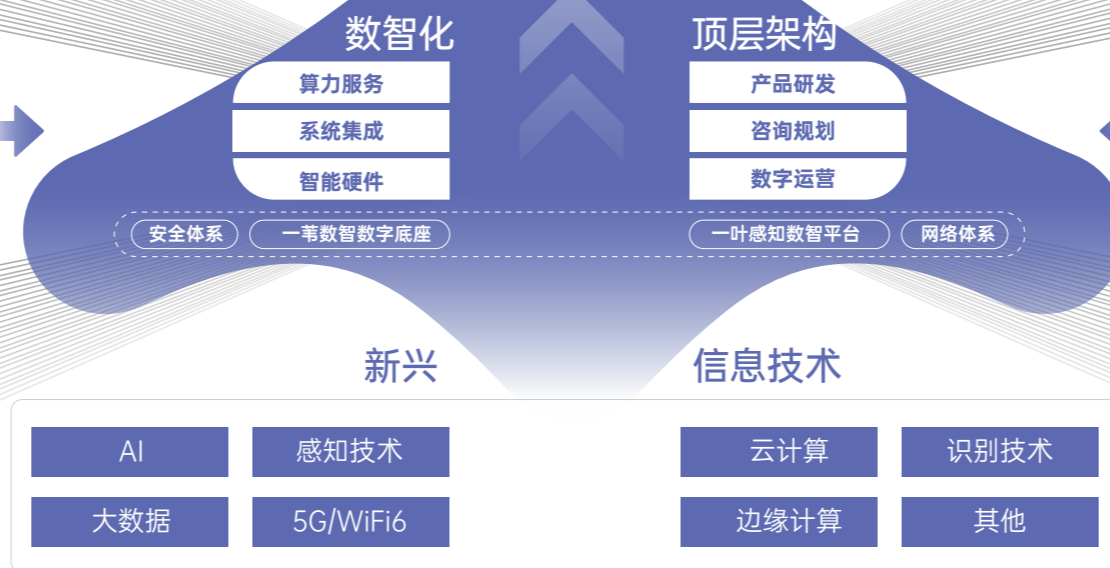 数智化
顶层架构
算力服务
产品研发
系统集成
咨询规划
智能硬件
数字运营
安全体系
一苇数智数字底座
一叶感知数智平台
网络体系
新兴
信息技术
AI
感知技术
云计算
识别技术
大数据
5G/WiFi6
边缘计算
其他